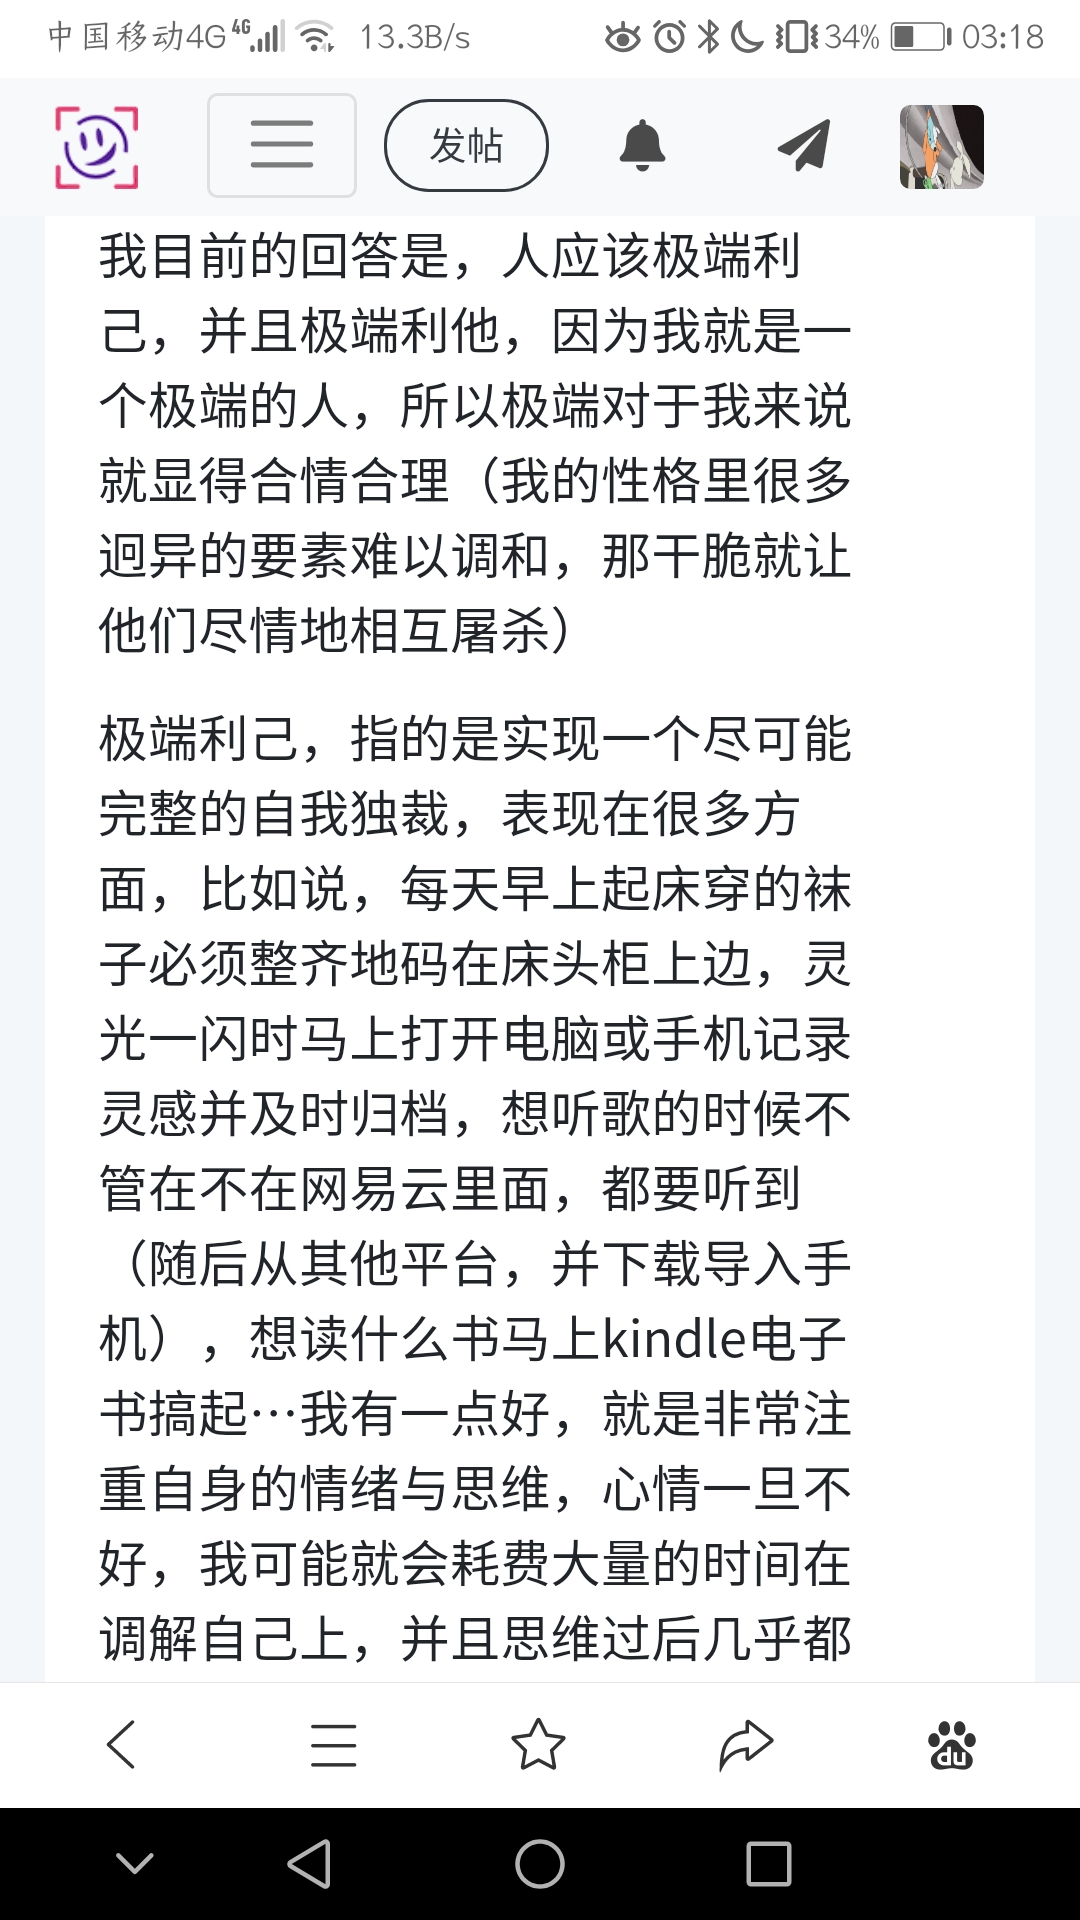 中国移动4G 4G 13.3B/s 34% 03:18
发帖
我目前的回答是，人应该极端利
己，并且极端利他，因为我就是一
个极端的人，所以极端对于我来说
就显得合情合理（我的性格里很多
迥异的要素难以调和，那干脆就让
他们尽情地相互屠杀）
极端利己，指的是实现一个尽可能
完整的自我独裁，表现在很多方
面，比如说，每天早上起床穿的袜
子必须整齐地码在床头柜上边，灵
光一闪时马上打开电脑或手机记录
灵感并及时归档，想听歌的时候不
管在不在网易云里面，都要听到
（随后从其他平台，并下载导入手
机），想读什么书马上kindle电子
书搞起…我有一点好，就是非常注
重自身的情绪与思维，心情一旦不
好，我可能就会耗费大量的时间在
调解自己上，并且思维过后几乎都
du